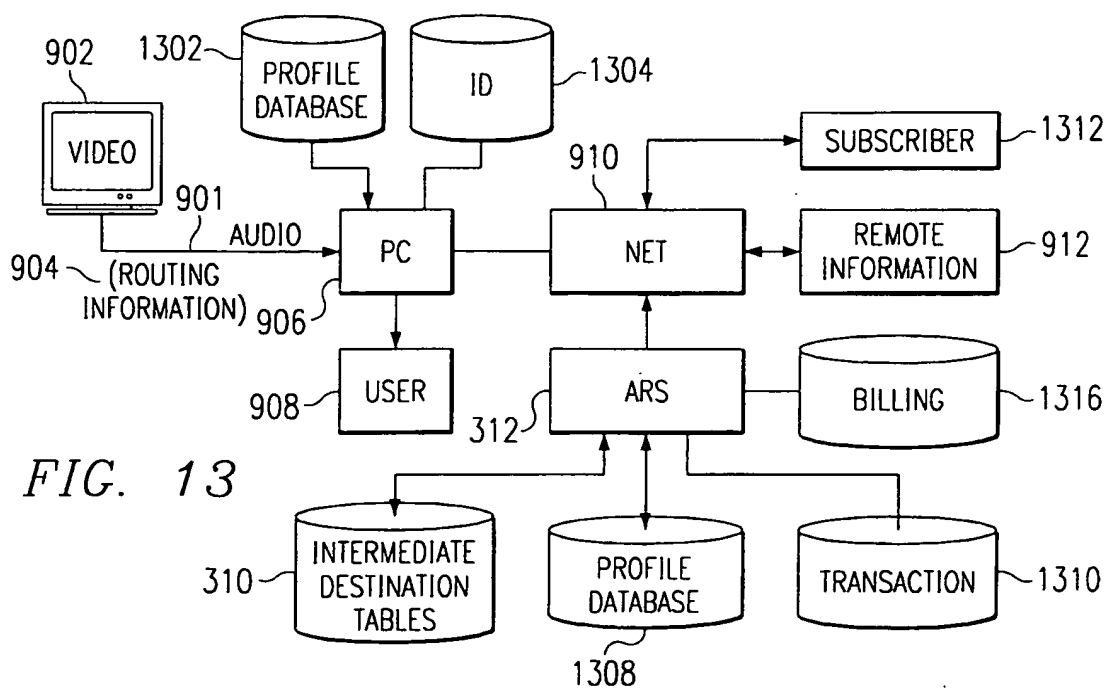 902
VIDEO
1302
PROFILE
DATABASE
ID
1304
901
AUDIO
904
(ROUTING
INFORMATION)
PC
906
910
NET
SUBSCRIBER
1312
REMOTE
INFORMATION
912
USER
908
ARS
312
BILLING
1316
FIG. 13
310
INTERMEDIATE
DESTINATION
TABLES
PROFILE
DATABASE
1308
TRANSACTION
1310